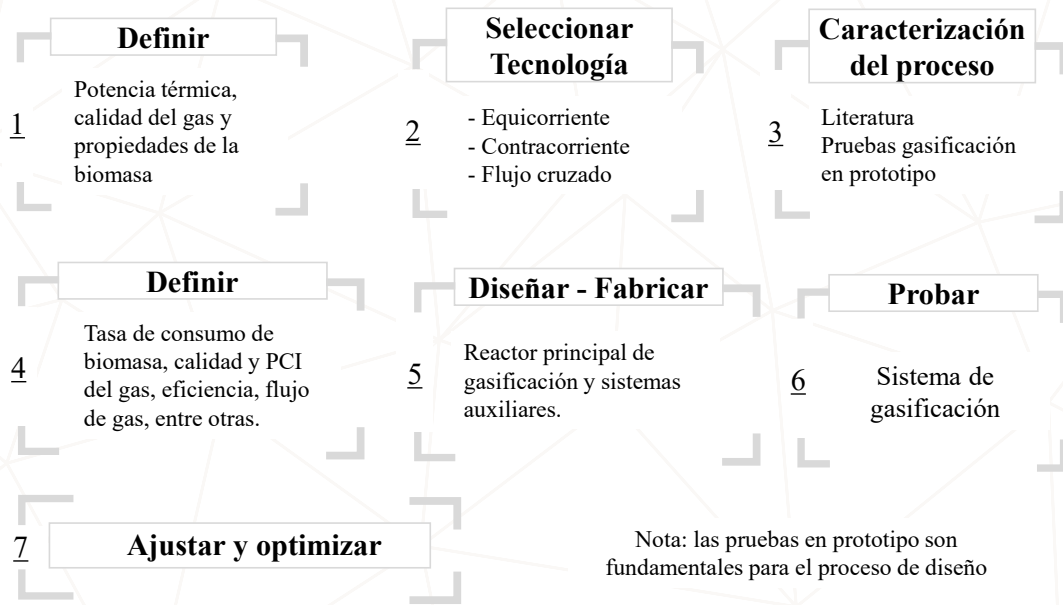 Definir
1
Potencia térmica,
calidad del gas y
propiedades de la
biomasa
Seleccionar
Tecnología
2
- Equicorriente
- Contracorriente
- Flujo cruzado
Caracterización
del proceso
3
Literatura
Pruebas gasificación
en prototipo
Definir
4
Tasa de consumo de
biomasa, calidad y PCI
del gas, eficiencia, flujo
de gas, entre otras.
Diseñar - Fabricar
5
Reactor principal de
gasificación y sistemas
auxiliares.
Probar
6
Sistema de
gasificación
7
Ajustar y optimizar
Nota: las pruebas en prototipo son
fundamentales para el proceso de diseño